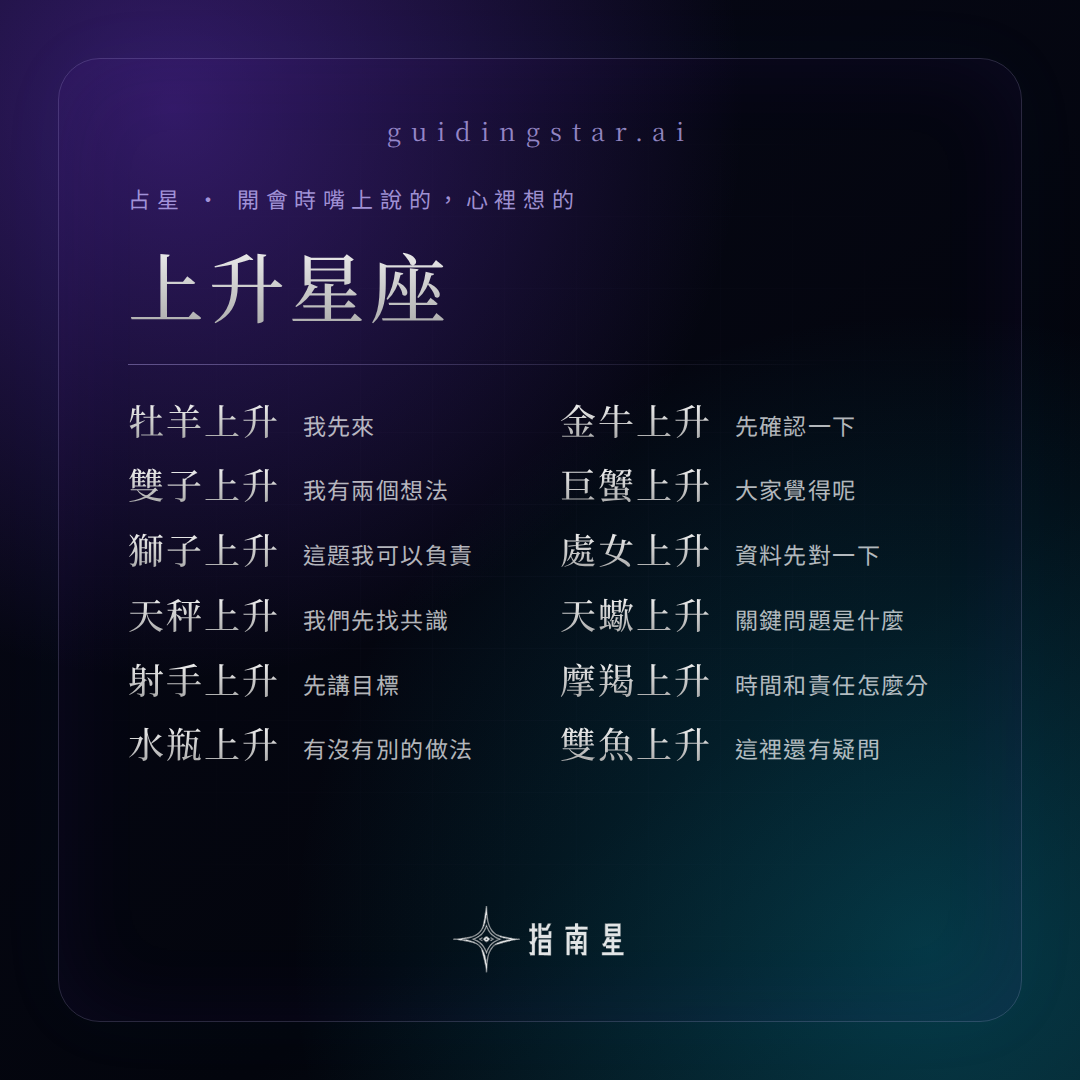 guidingstar.ai
占星 · 開會時嘴上說的，心裡想的
上升星座
牡羊上升 我先來
金牛上升 先確認一下
雙子上升 我有兩個想法
巨蟹上升 大家覺得呢
獅子上升 這題我可以負責
處女上升 資料先對一下
天秤上升 我們先找共識
天蠍上升 關鍵問題是什麼
射手上升 先講目標
摩羯上升 時間和責任怎麼分
水瓶上升 有沒有別的做法
雙魚上升 這裡還有疑問
指南星